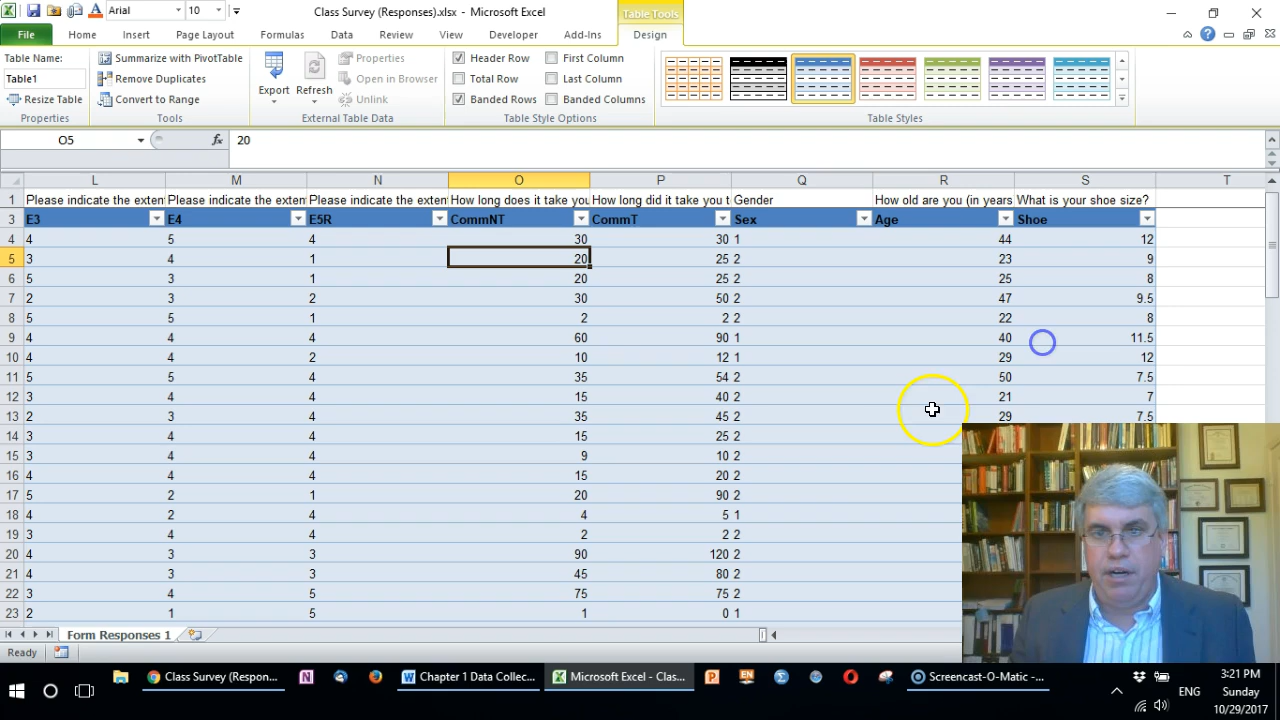 Arial 10 Class Survey (Responses).xlsx - Microsoft Excel Table Tools
File Home Insert Page Layout Formulas Data Review View Developer Add-Ins Design
Table Name: Summarize with PivotTable Properties Header Row First Column
Table1 Remove Duplicates Open in Browser Total Row Last Column
Resize Table Convert to Range Export Refresh Unlink Banded Rows Banded Columns
Properties Tools External Table Data Table Style Options Table Styles
O5 fx 20
L M N O P Q R S T
1 Please indicate the extent Please indicate the extent Please indicate the extent How long does it take you How long did it take you t Gender How old are you (in years What is your shoe size?
3 E3 E4 E5R CommNT CommT Sex Age Shoe
4 4 5 4 30 30 1 44 12
5 3 4 1 20 25 2 23 9
6 5 3 1 20 25 2 25 8
7 2 3 2 30 50 2 47 9.5
8 5 5 1 2 2 2 22 8
9 4 4 4 60 90 1 40 11.5
10 4 4 2 10 12 1 29 12
11 5 5 4 35 54 2 50 7.5
12 3 4 4 15 40 2 21 7
13 2 3 4 35 45 2 29 7.5
14 3 4 4 15 25 2
15 3 4 4 9 10 2
16 4 4 4 15 20 2
17 5 2 1 20 90 2
18 4 2 4 4 5 1
19 3 4 4 2 2 2
20 4 3 3 90 120 2
21 4 3 3 45 80 2
22 3 4 5 75 75 2
23 2 1 5 1 0 1
Form Responses 1
Ready
Class Survey (Respon... Chapter 1 Data Collec... Microsoft Excel - Clas... Screencast-O-Matic -...
ENG
3:21 PM
Sunday
10/29/2017